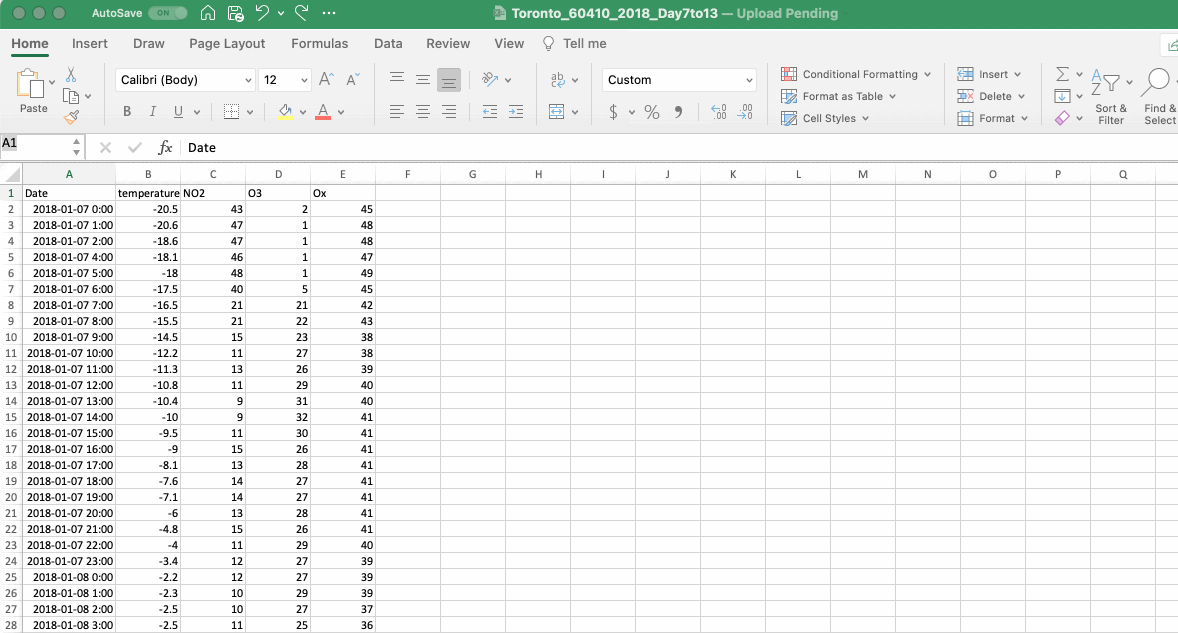 AutoSave ON Toronto_60410_2018_Day7to13 — Upload Pending
Home Insert Draw Page Layout Formulas Data Review View Tell me
Paste Calibri (Body) 12 A^ A˅ ab Custom Conditional Formatting Insert Σ A Z
B I U A $ % Format as Table Delete Sort & Filter Find & Select
Cell Styles Format
A1 fx Date
A B C D E F G H I J K L M N O P Q
1 Date temperature NO2 O3 Ox
2 2018-01-07 0:00 -20.5 43 2 45
3 2018-01-07 1:00 -20.6 47 1 48
4 2018-01-07 2:00 -18.6 47 1 48
5 2018-01-07 4:00 -18.1 46 1 47
6 2018-01-07 5:00 -18 48 1 49
7 2018-01-07 6:00 -17.5 40 5 45
8 2018-01-07 7:00 -16.5 21 21 42
9 2018-01-07 8:00 -15.5 21 22 43
10 2018-01-07 9:00 -14.5 15 23 38
11 2018-01-07 10:00 -12.2 11 27 38
12 2018-01-07 11:00 -11.3 13 26 39
13 2018-01-07 12:00 -10.8 11 29 40
14 2018-01-07 13:00 -10.4 9 31 40
15 2018-01-07 14:00 -10 9 32 41
16 2018-01-07 15:00 -9.5 11 30 41
17 2018-01-07 16:00 -9 15 26 41
18 2018-01-07 17:00 -8.1 13 28 41
19 2018-01-07 18:00 -7.6 14 27 41
20 2018-01-07 19:00 -7.1 14 27 41
21 2018-01-07 20:00 -6 13 28 41
22 2018-01-07 21:00 -4.8 15 26 41
23 2018-01-07 22:00 -4 11 29 40
24 2018-01-07 23:00 -3.4 12 27 39
25 2018-01-08 0:00 -2.2 12 27 39
26 2018-01-08 1:00 -2.3 10 29 39
27 2018-01-08 2:00 -2.5 10 27 37
28 2018-01-08 3:00 -2.5 11 25 36